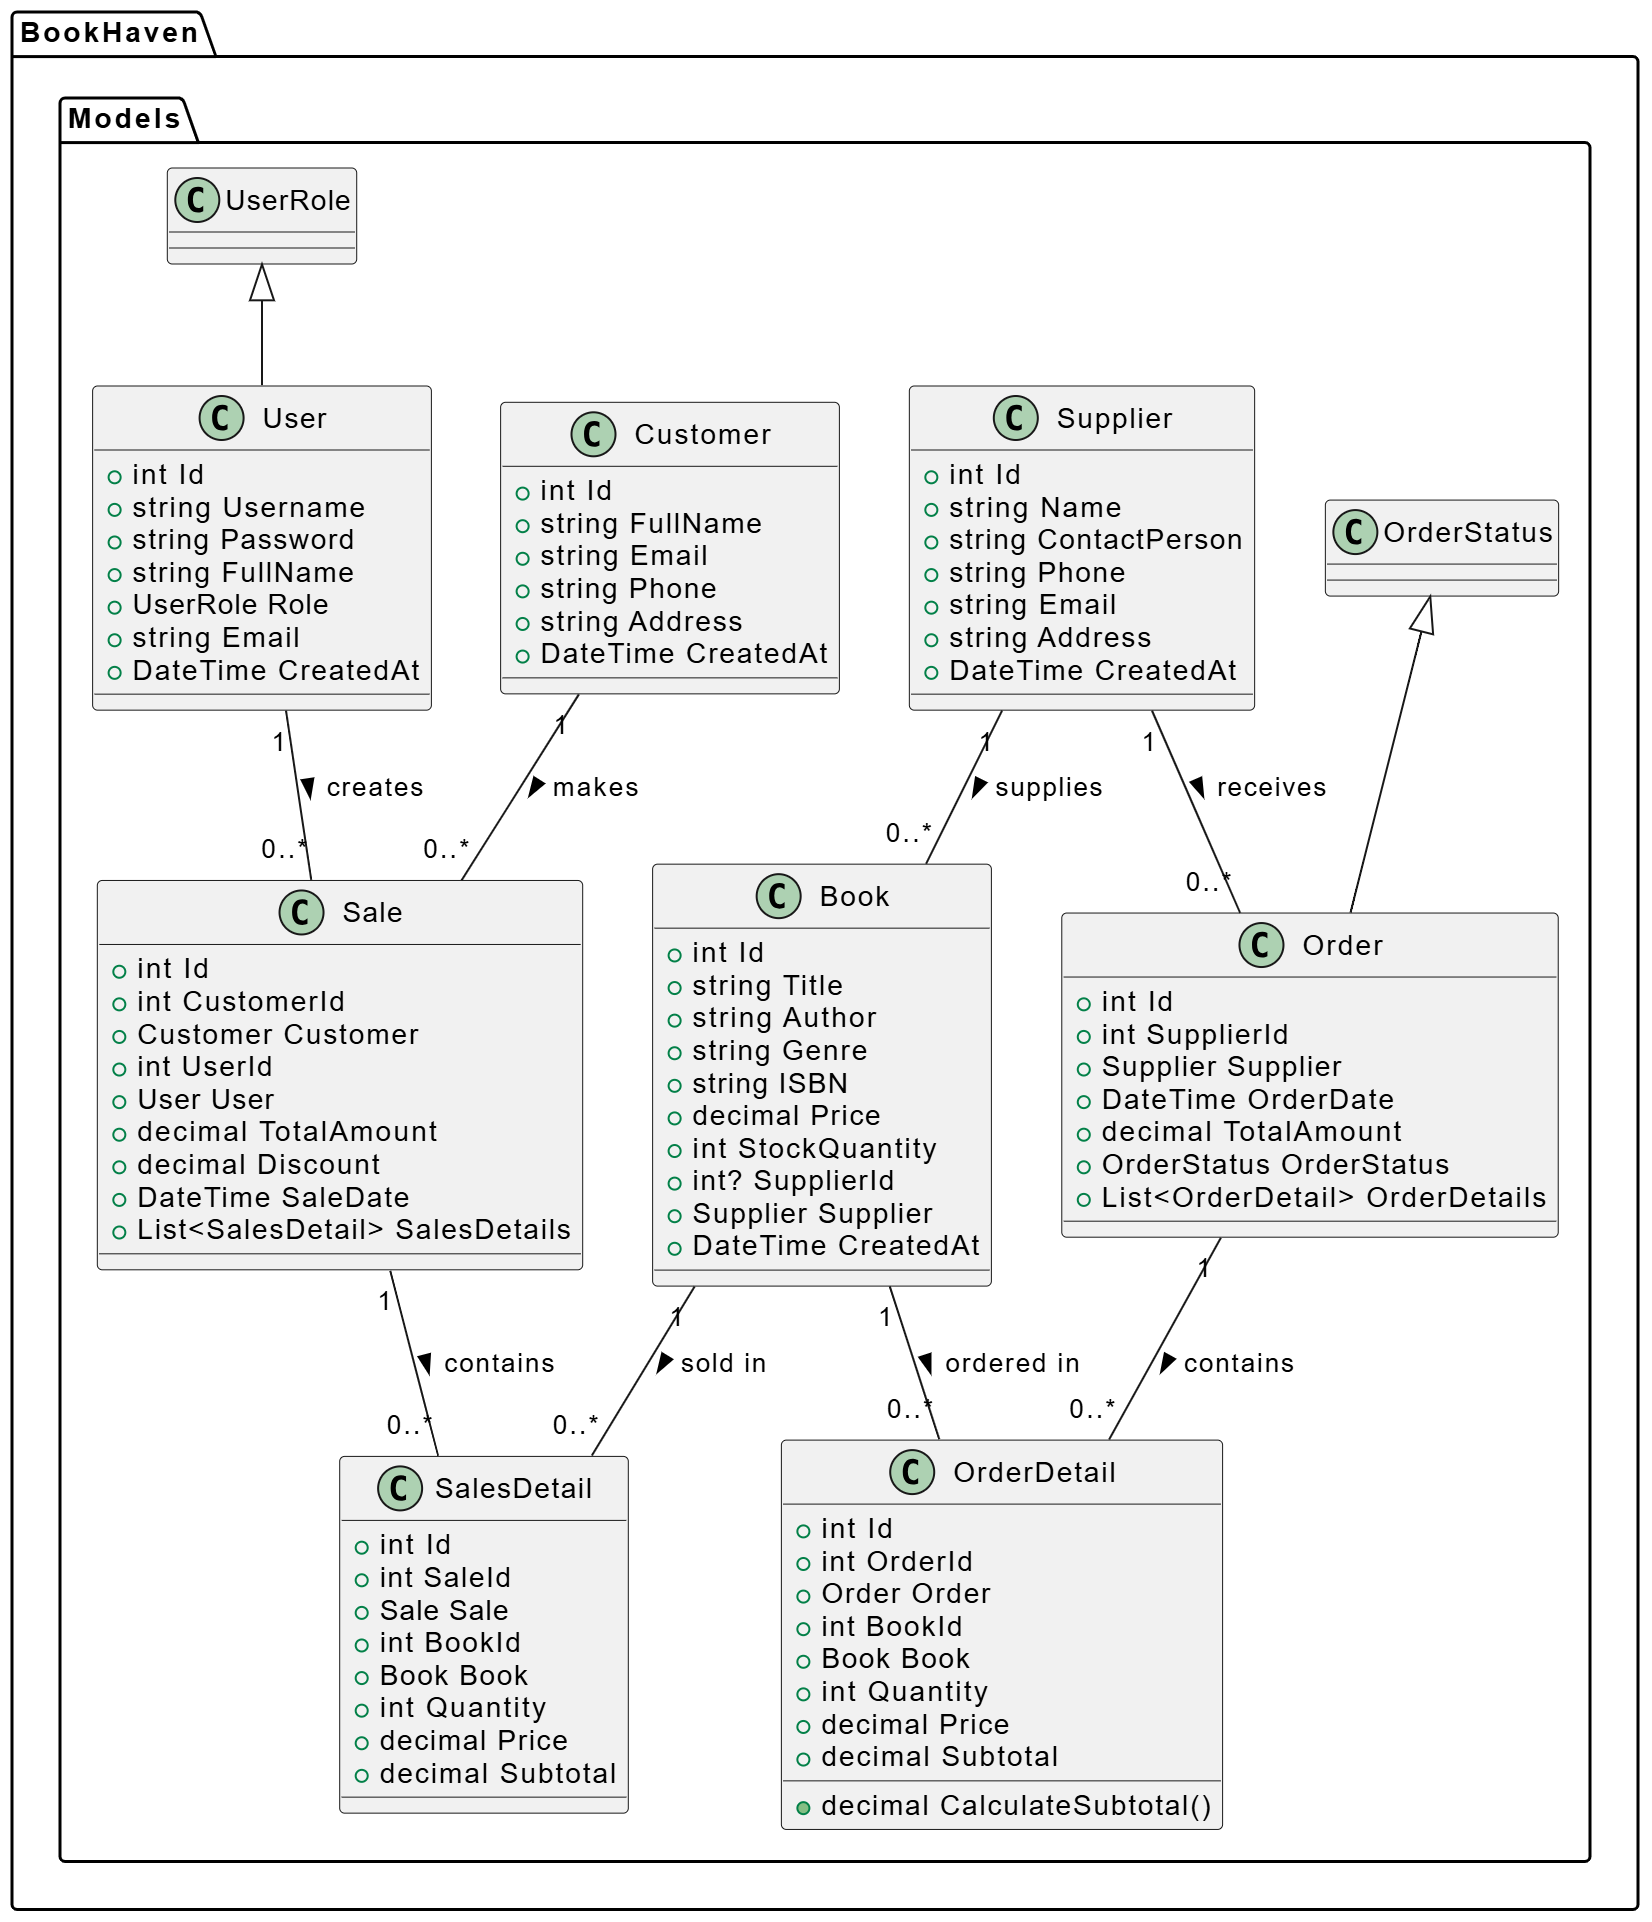 BookHaven
Models
C UserRole
C User
int Id
string Username
string Password
string FullName
UserRole Role
string Email
DateTime CreatedAt
C Customer
int Id
string FullName
string Email
string Phone
string Address
DateTime CreatedAt
C Supplier
int Id
string Name
string ContactPerson
string Phone
string Email
string Address
DateTime CreatedAt
C OrderStatus
1
creates
0..*
1
makes
0..*
1
supplies
0..*
1
receives
0..*
C Sale
int Id
int CustomerId
Customer Customer
int UserId
User User
decimal TotalAmount
decimal Discount
DateTime SaleDate
List<SalesDetail> SalesDetails
C Book
int Id
string Title
string Author
string Genre
string ISBN
decimal Price
int StockQuantity
int? SupplierId
Supplier Supplier
DateTime CreatedAt
C Order
int Id
int SupplierId
Supplier Supplier
DateTime OrderDate
decimal TotalAmount
OrderStatus OrderStatus
List<OrderDetail> OrderDetails
1
contains
0..*
1
sold in
0..*
1
ordered in
0..*
1
contains
0..*
C SalesDetail
int Id
int SaleId
Sale Sale
int BookId
Book Book
int Quantity
decimal Price
decimal Subtotal
C OrderDetail
int Id
int OrderId
Order Order
int BookId
Book Book
int Quantity
decimal Price
decimal Subtotal
decimal CalculateSubtotal()